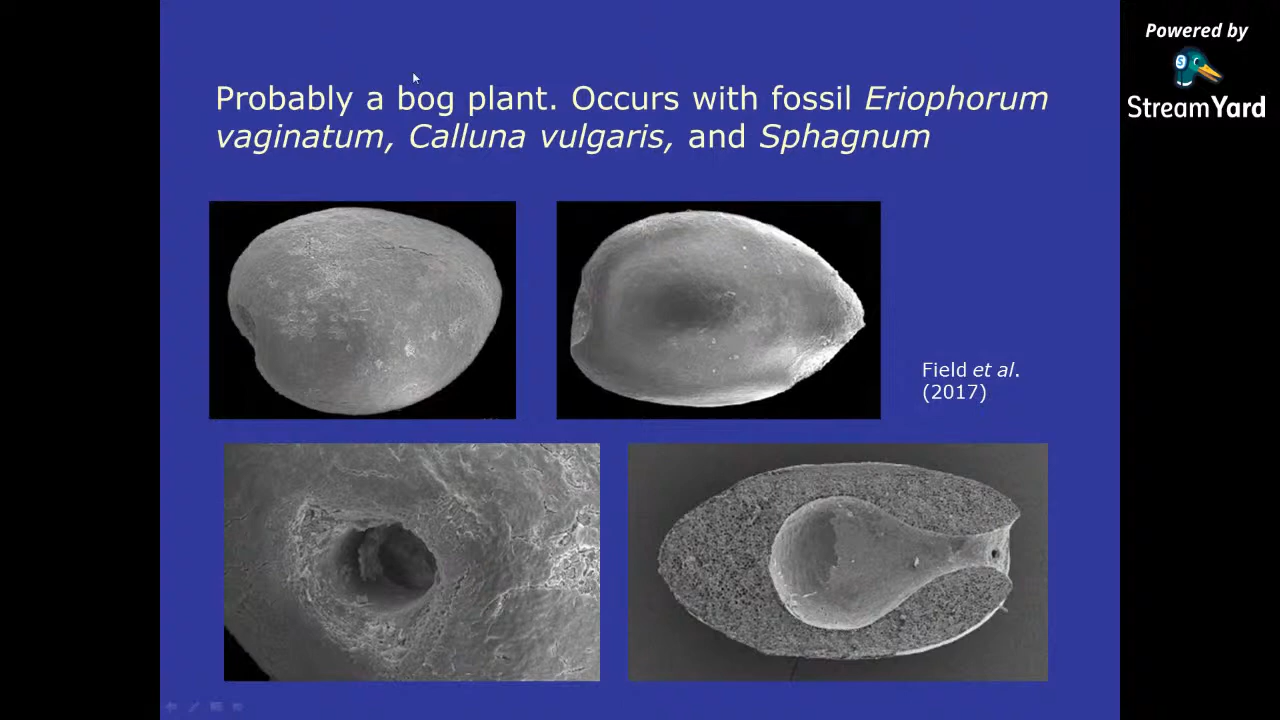 Powered by
StreamYard
Probably a bog plant. Occurs with fossil Eriophorum
vaginatum, Calluna vulgaris, and Sphagnum
Field et al.
(2017)